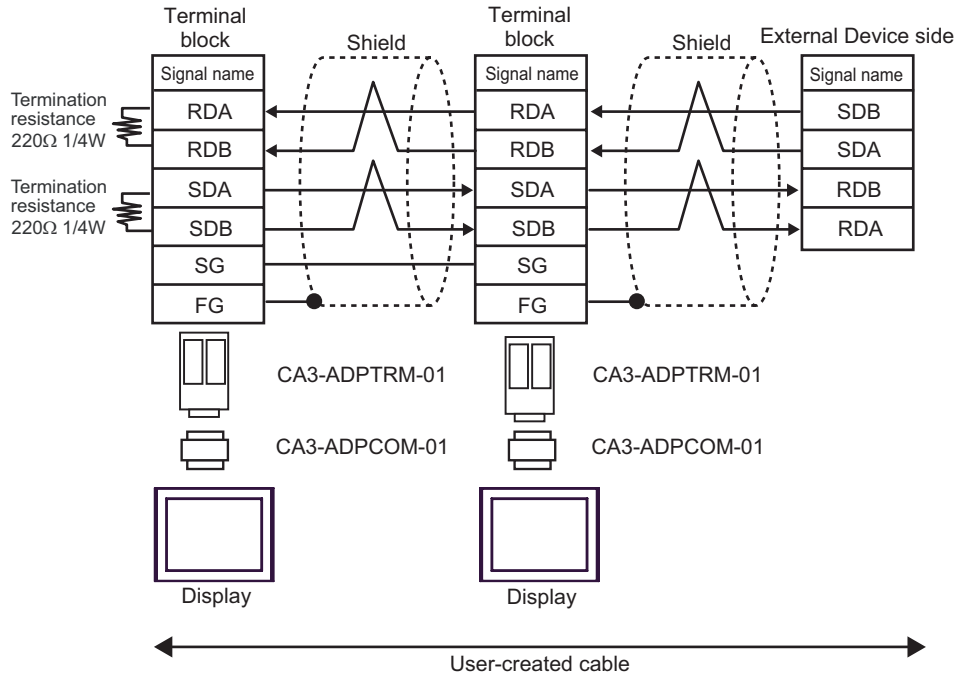 Terminal
block
Shield
Terminal
block
Shield
External Device side
Signal name
Signal name
Signal name
Termination
resistance
220Ω 1/4W
RDA
RDA
SDB
RDB
RDB
SDA
Termination
resistance
220Ω 1/4W
SDA
SDA
RDB
SDB
SDB
RDA
SG
SG
FG
FG
CA3-ADPTRM-01
CA3-ADPTRM-01
CA3-ADPCOM-01
CA3-ADPCOM-01
Display
Display
User-created cable